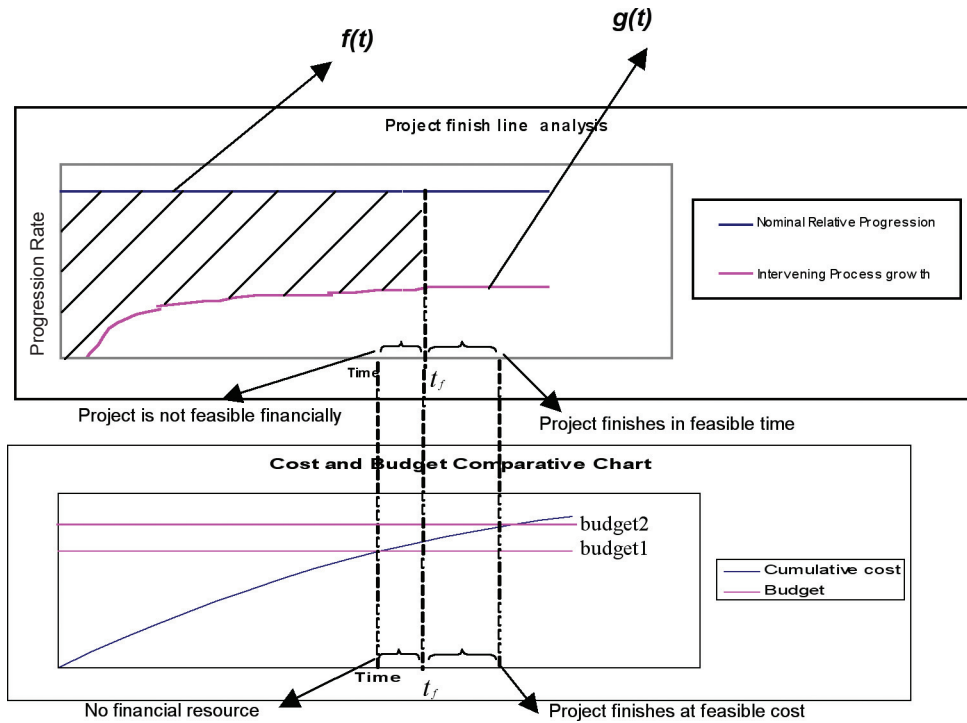 f(t)
g(t)
Project finish line analysis
Progression Rate
Nominal Relative Progression
Intervening Process growth
Time
t_f
Project is not feasible financially
Project finishes in feasible time
Cost and Budget Comparative Chart
budget2
budget1
Cumulative cost
Budget
Time
t_f
No financial resource
Project finishes at feasible cost